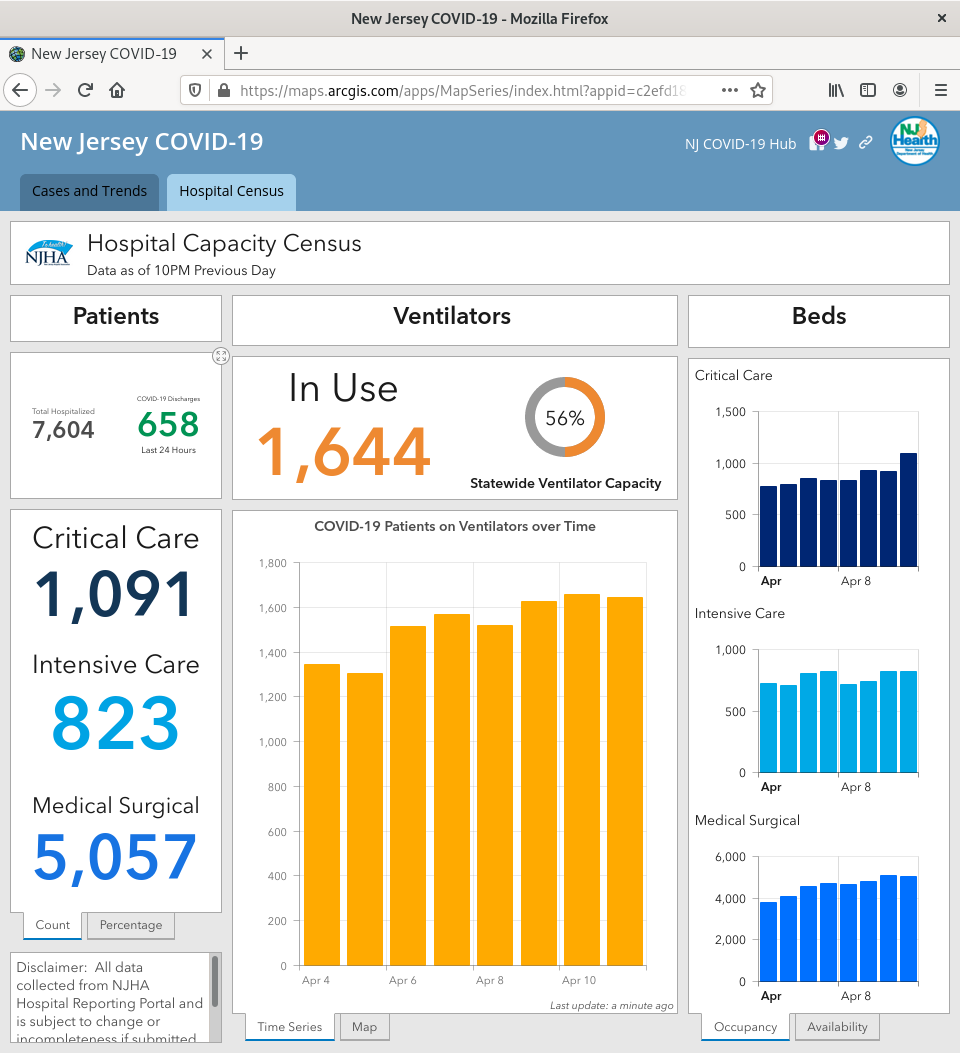 New Jersey COVID-19 - Mozilla Firefox
New Jersey COVID-19
https://maps.arcgis.com/apps/MapSeries/index.html?appid=c2efd18
New Jersey COVID-19
NJ COVID-19 Hub
NJ
Health
New Jersey Department of Health
Cases and Trends
Hospital Census
NJHA
Hospital Capacity Census
Data as of 10PM Previous Day
Patients
Total Hospitalized
7,604
COVID-19 Discharges
658
Last 24 Hours
Critical Care
1,091
Intensive Care
823
Medical Surgical
5,057
Count
Percentage
Disclaimer: All data
collected from NJHA
Hospital Reporting Portal and
is subject to change or
incompleteness if submitted
Ventilators
In Use
1,644
56%
Statewide Ventilator Capacity
COVID-19 Patients on Ventilators over Time
1,800
1,600
1,400
1,200
1,000
800
600
400
200
0
Apr 4 Apr 6 Apr 8 Apr 10
Last update: a minute ago
Time Series
Map
Beds
Critical Care
1,500
1,000
500
0
Apr Apr 8
Intensive Care
1,000
500
0
Apr Apr 8
Medical Surgical
6,000
4,000
2,000
0
Apr Apr 8
Occupancy
Availability